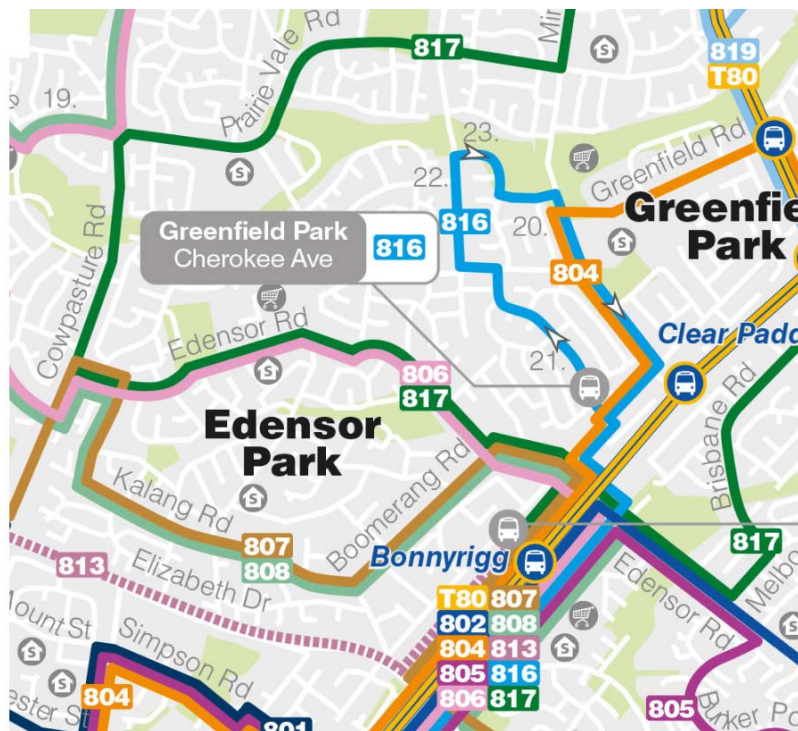 817
Prairie Vale Rd
19.
819
T80
23.
22.
Greenfield Rd
816
20.
Greenfield Park
Cherokee Ave
816
Park
804
Cowpasture Rd
Edensor Rd
21.
806
817
Edensor
Park
Brisbane Rd
Boomerang Rd
Kalang Rd
807
808
Bonnyrigg
817
813
Elizabeth Dr
Edensor Rd
T80 807
802 808
804 813
805 816
806 817
Mount St
Simpson Rd
804
801
805
S